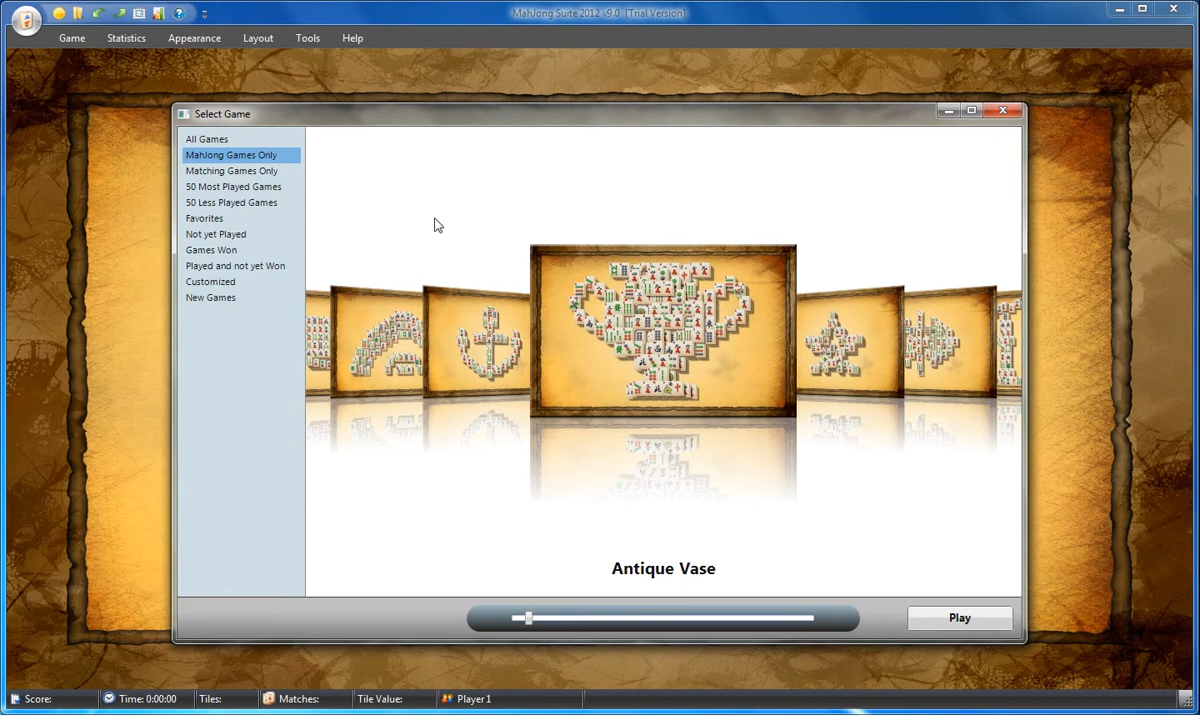 MahJong Suite 2012 v9.0 [Trial Version]
Game Statistics Appearance Layout Tools Help
Select Game
All Games
MahJong Games Only
Matching Games Only
50 Most Played Games
50 Less Played Games
Favorites
Not yet Played
Games Won
Played and not yet Won
Customized
New Games
Antique Vase
Play
Score: Time: 0:00:00 Tiles: Matches: Tile Value: Player 1